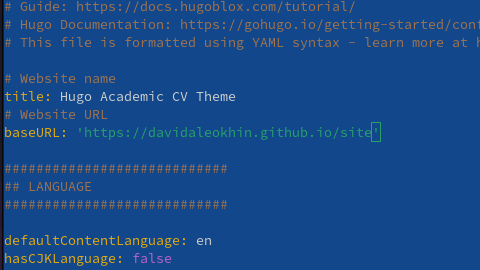 # Guide: https://docs.hugoblox.com/tutorial/
# Hugo Documentation: https://gohugo.io/getting-started/conf
# This file is formatted using YAML syntax - learn more at h
# Website name
title: Hugo Academic CV Theme
# Website URL
baseURL: 'https://davidaleokhin.github.io/site'
############################
## LANGUAGE
############################
defaultContentLanguage: en
hasCJKLanguage: false